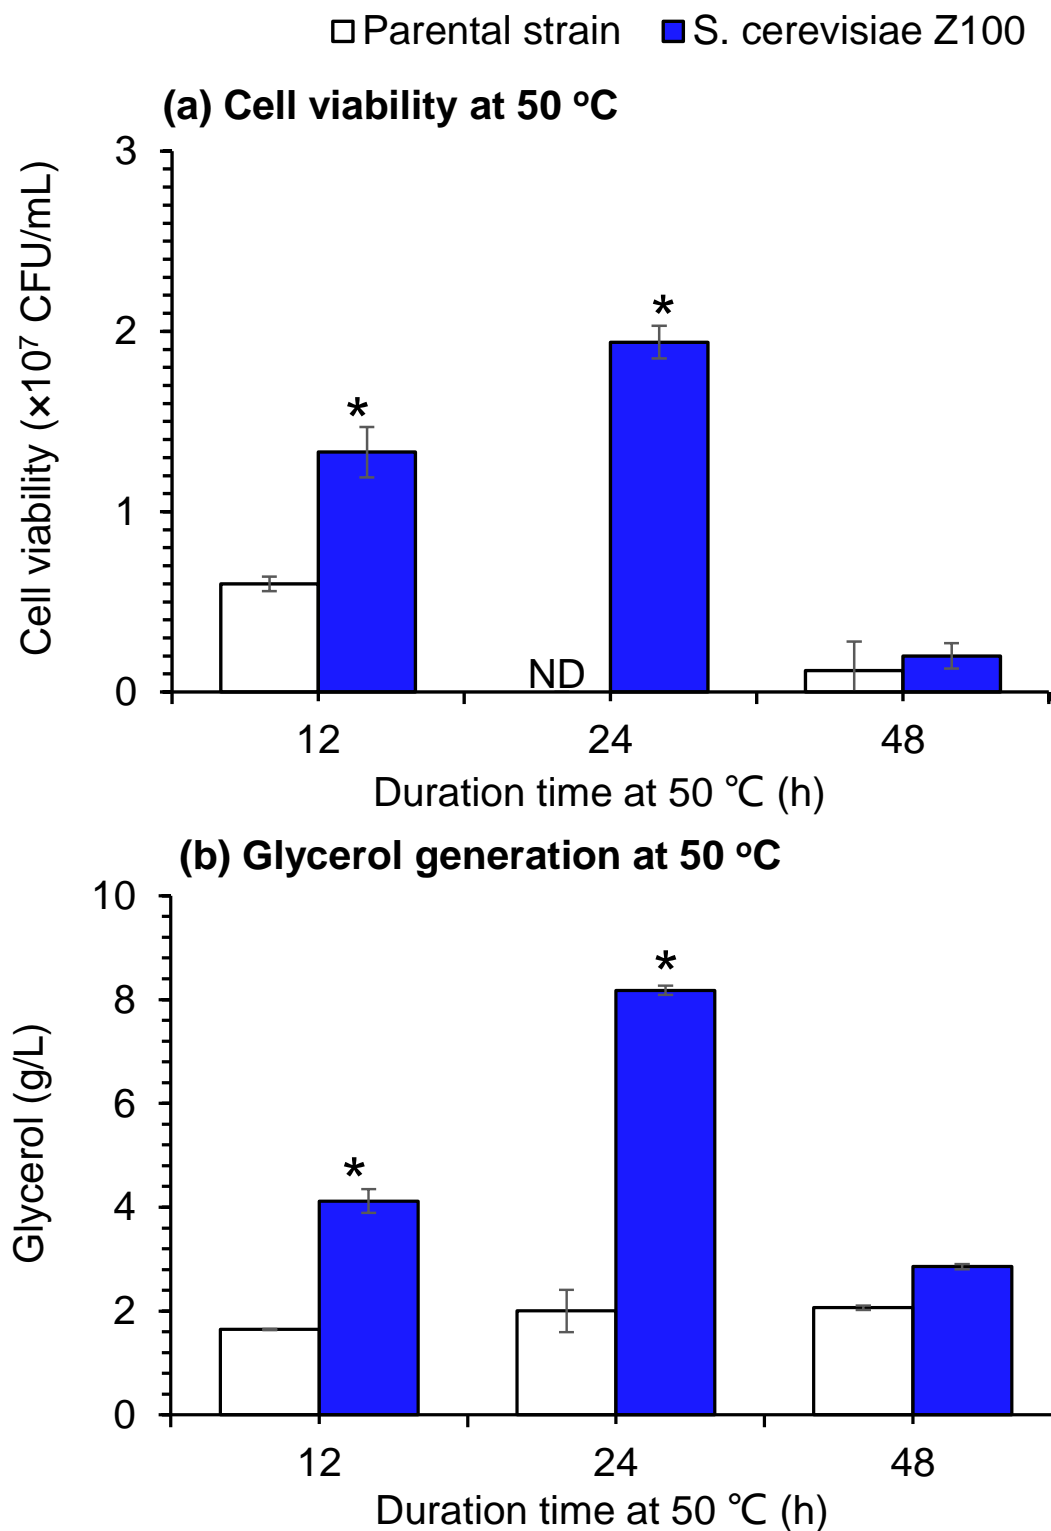 Parental strain S. cerevisiae Z100
(a) Cell viability at 50 ᵒC
Cell viability (×10⁷ CFU/mL)
3
2
1
0
*
*
ND
12 24 48
Duration time at 50 ℃ (h)
(b) Glycerol generation at 50 ᵒC
Glycerol (g/L)
10
8
6
4
2
0
*
*
12 24 48
Duration time at 50 ℃ (h)